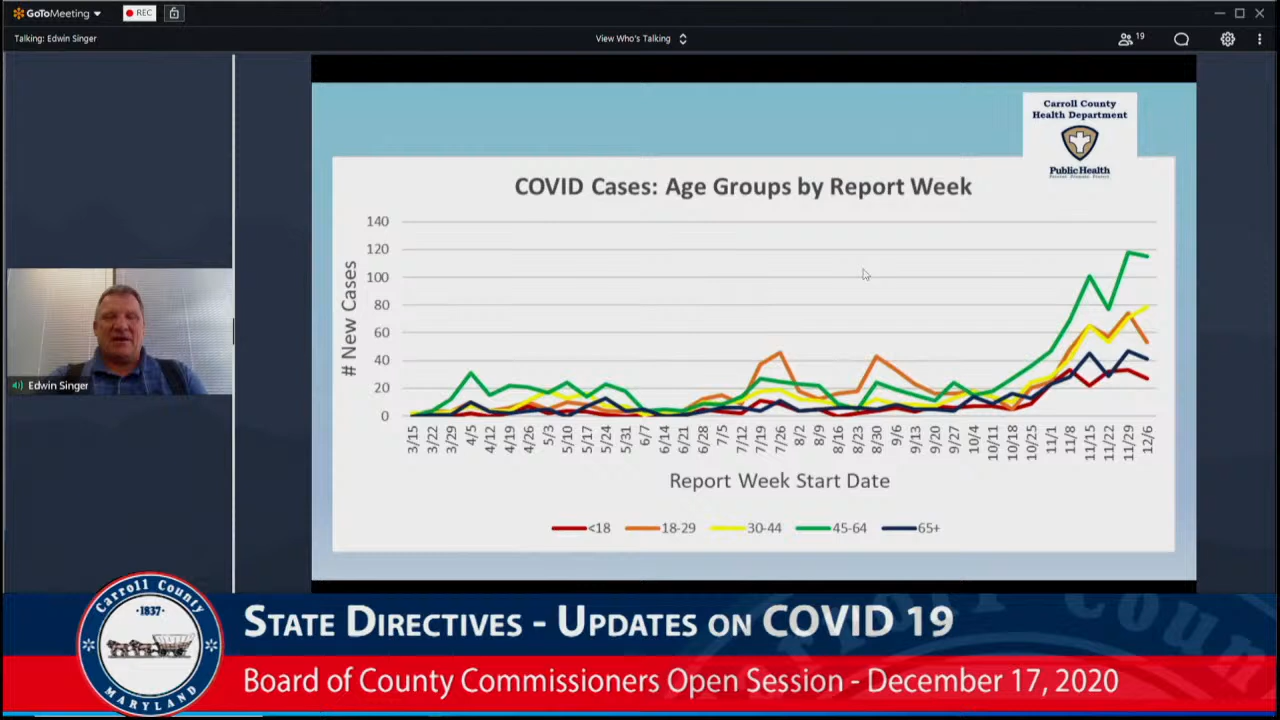 GoToMeeting
REC
Talking: Edwin Singer
View Who's Talking
19
Carroll County
Health Department
Public Health
COVID Cases: Age Groups by Report Week
# New Cases
140
120
100
80
60
40
20
0
3/15 3/22 3/29 4/5 4/12 4/19 4/26 5/3 5/10 5/17 5/24 5/31 6/7 6/14 6/21 6/28 7/5 7/12 7/19 7/26 8/2 8/9 8/16 8/23 8/30 9/6 9/13 9/20 9/27 10/4 10/11 10/18 10/25 11/1 11/8 11/15 11/22 11/29 12/6
Report Week Start Date
<18 18-29 30-44 45-64 65+
Edwin Singer
Carroll County
·1837·
MARYLAND
STATE DIRECTIVES - UPDATES ON COVID 19
Board of County Commissioners Open Session - December 17, 2020